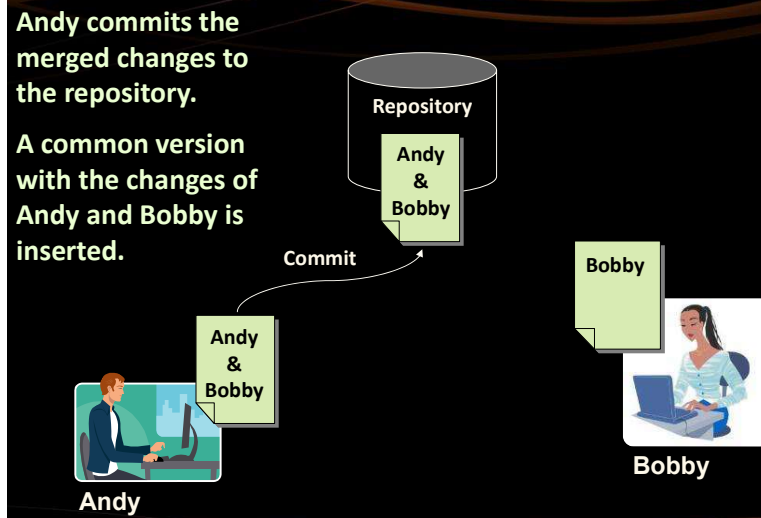 Andy commits the
merged changes to
the repository.
A common version
with the changes of
Andy and Bobby is
inserted.
Repository
Andy
&
Bobby
Commit
Bobby
Andy
&
Bobby
Bobby
Andy